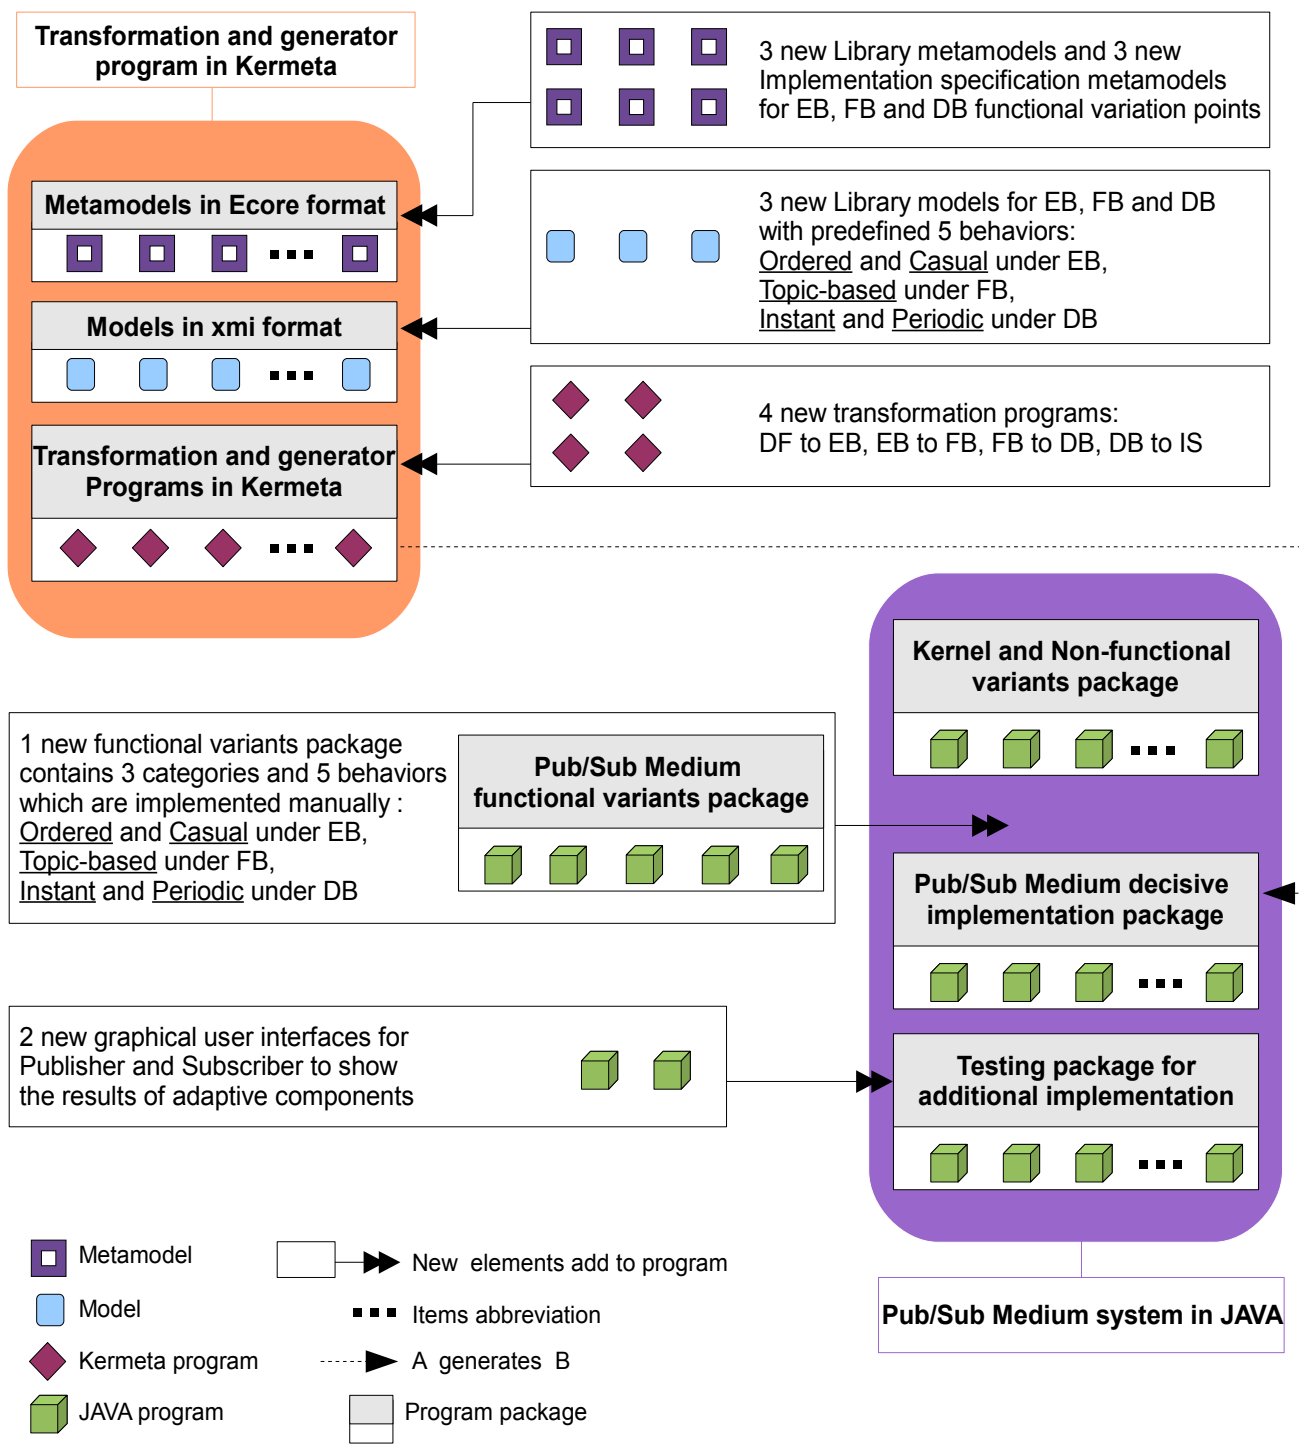 Transformation and generator
program in Kermeta
3 new Library metamodels and 3 new
Implementation specification metamodels
for EB, FB and DB functional variation points
Metamodels in Ecore format
3 new Library models for EB, FB and DB
with predefined 5 behaviors:
Ordered and Casual under EB,
Topic-based under FB,
Instant and Periodic under DB
Models in xmi format
4 new transformation programs:
DF to EB, EB to FB, FB to DB, DB to IS
Transformation and generator
Programs in Kermeta
Kernel and Non-functional
variants package
1 new functional variants package
contains 3 categories and 5 behaviors
which are implemented manually :
Ordered and Casual under EB,
Topic-based under FB,
Instant and Periodic under DB
Pub/Sub Medium
functional variants package
Pub/Sub Medium decisive
implementation package
2 new graphical user interfaces for
Publisher and Subscriber to show
the results of adaptive components
Testing package for
additional implementation
Metamodel
New elements add to program
Model
Items abbreviation
Kermeta program
A generates B
JAVA program
Program package
Pub/Sub Medium system in JAVA